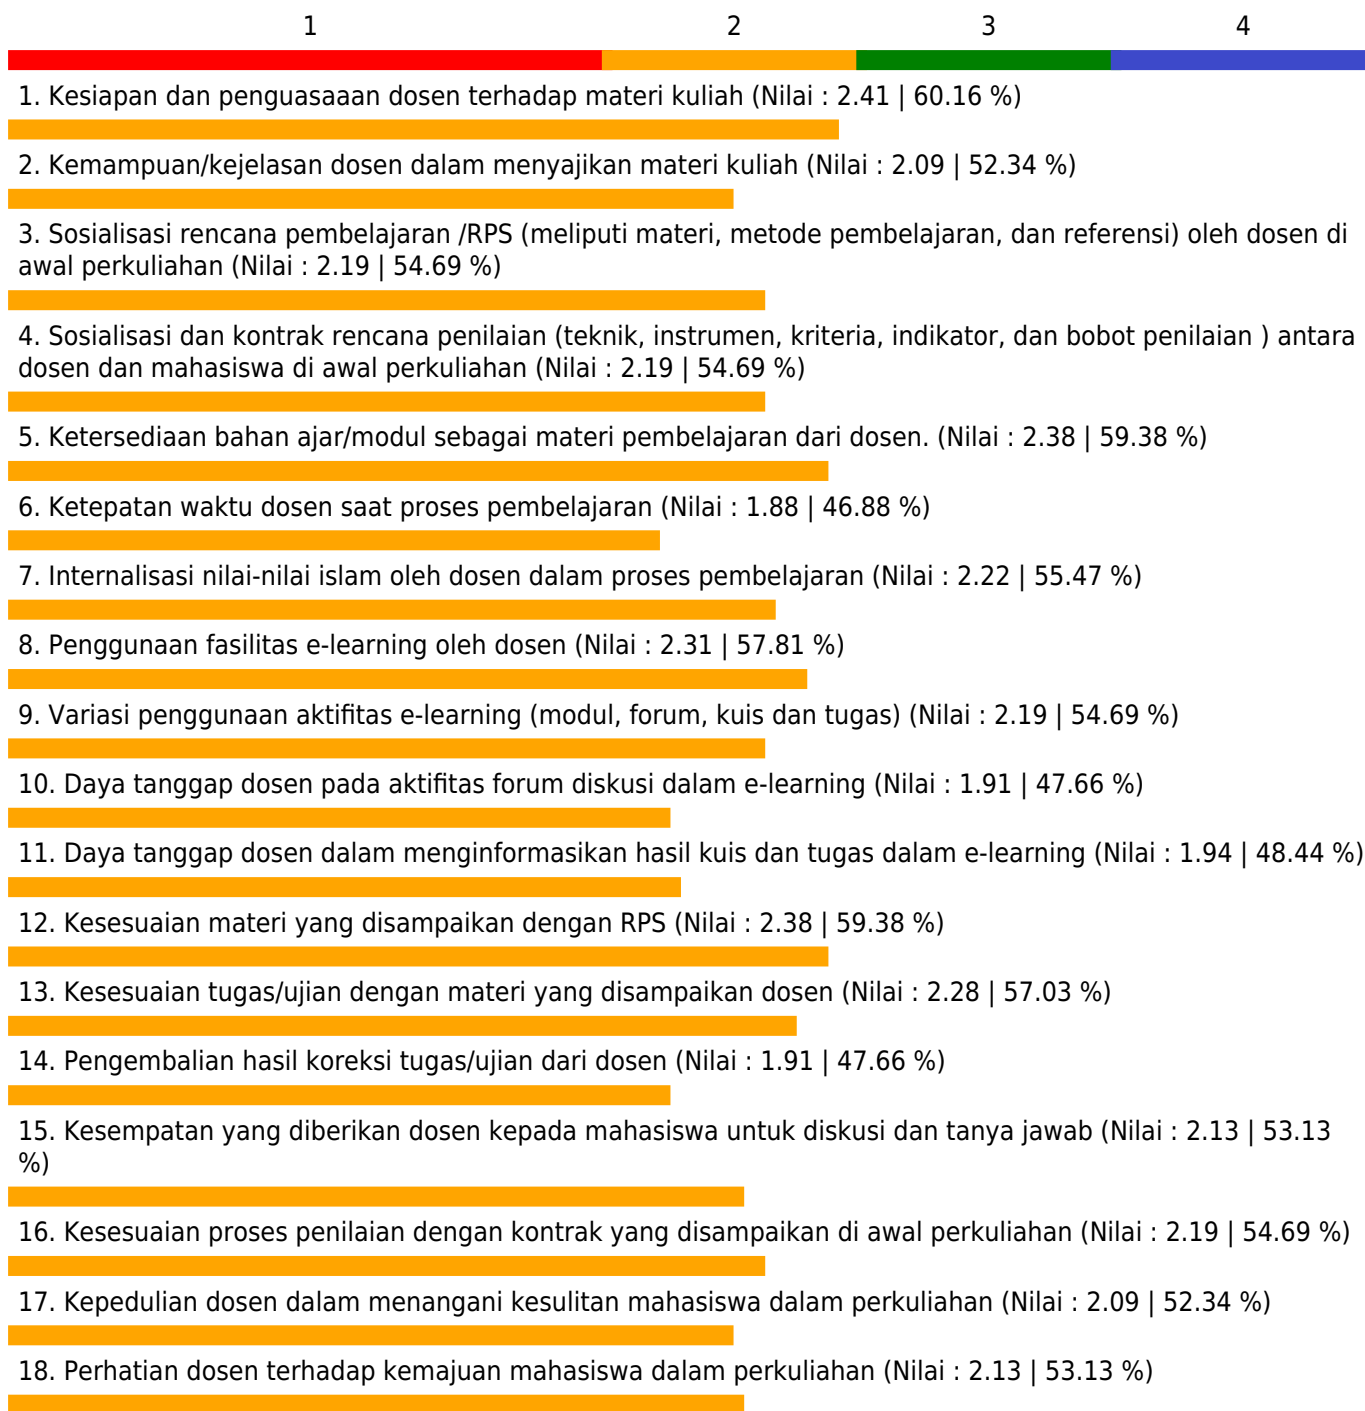 1 2 3 4
1. Kesiapan dan penguasaaan dosen terhadap materi kuliah (Nilai : 2.41 | 60.16 %)
2. Kemampuan/kejelasan dosen dalam menyajikan materi kuliah (Nilai : 2.09 | 52.34 %)
3. Sosialisasi rencana pembelajaran /RPS (meliputi materi, metode pembelajaran, dan referensi) oleh dosen di
awal perkuliahan (Nilai : 2.19 | 54.69 %)
4. Sosialisasi dan kontrak rencana penilaian (teknik, instrumen, kriteria, indikator, dan bobot penilaian ) antara
dosen dan mahasiswa di awal perkuliahan (Nilai : 2.19 | 54.69 %)
5. Ketersediaan bahan ajar/modul sebagai materi pembelajaran dari dosen. (Nilai : 2.38 | 59.38 %)
6. Ketepatan waktu dosen saat proses pembelajaran (Nilai : 1.88 | 46.88 %)
7. Internalisasi nilai-nilai islam oleh dosen dalam proses pembelajaran (Nilai : 2.22 | 55.47 %)
8. Penggunaan fasilitas e-learning oleh dosen (Nilai : 2.31 | 57.81 %)
9. Variasi penggunaan aktifitas e-learning (modul, forum, kuis dan tugas) (Nilai : 2.19 | 54.69 %)
10. Daya tanggap dosen pada aktifitas forum diskusi dalam e-learning (Nilai : 1.91 | 47.66 %)
11. Daya tanggap dosen dalam menginformasikan hasil kuis dan tugas dalam e-learning (Nilai : 1.94 | 48.44 %)
12. Kesesuaian materi yang disampaikan dengan RPS (Nilai : 2.38 | 59.38 %)
13. Kesesuaian tugas/ujian dengan materi yang disampaikan dosen (Nilai : 2.28 | 57.03 %)
14. Pengembalian hasil koreksi tugas/ujian dari dosen (Nilai : 1.91 | 47.66 %)
15. Kesempatan yang diberikan dosen kepada mahasiswa untuk diskusi dan tanya jawab (Nilai : 2.13 | 53.13
%)
16. Kesesuaian proses penilaian dengan kontrak yang disampaikan di awal perkuliahan (Nilai : 2.19 | 54.69 %)
17. Kepedulian dosen dalam menangani kesulitan mahasiswa dalam perkuliahan (Nilai : 2.09 | 52.34 %)
18. Perhatian dosen terhadap kemajuan mahasiswa dalam perkuliahan (Nilai : 2.13 | 53.13 %)